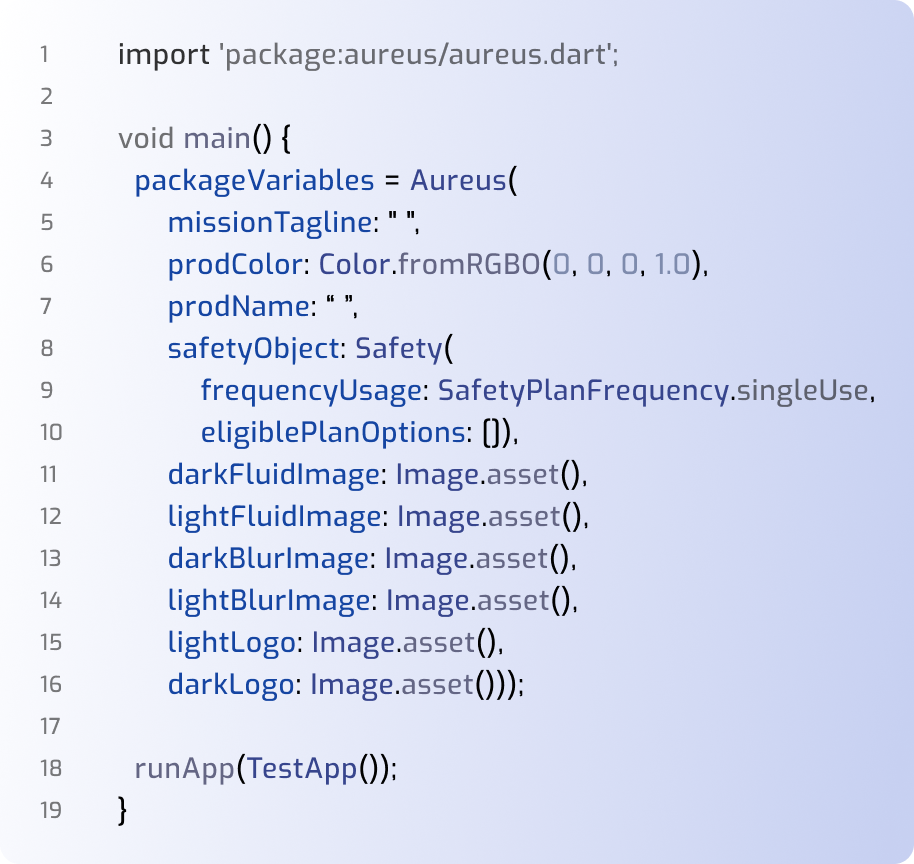 1 import 'package:aureus/aureus.dart';
2
3 void main() {
4 packageVariables = Aureus(
5 missionTagline: " ",
6 prodColor: Color.fromRGBO(0, 0, 0, 1.0),
7 prodName: “ ”,
8 safetyObject: Safety(
9 frequencyUsage: SafetyPlanFrequency.singleUse,
10 eligiblePlanOptions: []),
11 darkFluidImage: Image.asset(),
12 lightFluidImage: Image.asset(),
13 darkBlurImage: Image.asset(),
14 lightBlurImage: Image.asset(),
15 lightLogo: Image.asset(),
16 darkLogo: Image.asset()));
17
18 runApp(TestApp());
19 }